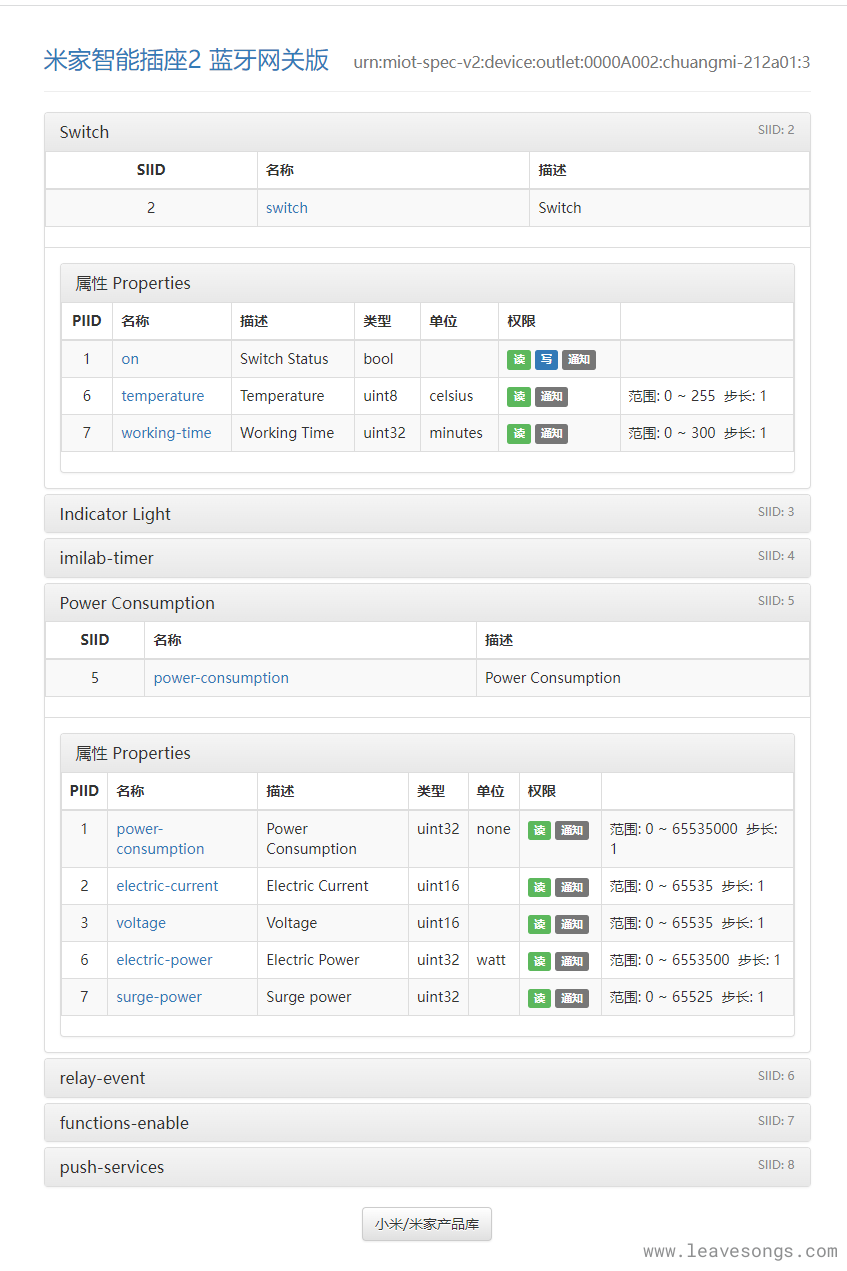 米家智能插座2 蓝牙网关版 urn:miot-spec-v2:device:outlet:0000A002:chuangmi-212a01:3
Switch SIID: 2
SIID 名称 描述
2 switch Switch
属性 Properties
PIID 名称 描述 类型 单位 权限
1 on Switch Status bool 读 写 通知
6 temperature Temperature uint8 celsius 读 通知 范围: 0 ~ 255 步长: 1
7 working-time Working Time uint32 minutes 读 通知 范围: 0 ~ 300 步长: 1
Indicator Light SIID: 3
imilab-timer SIID: 4
Power Consumption SIID: 5
SIID 名称 描述
5 power-consumption Power Consumption
属性 Properties
PIID 名称 描述 类型 单位 权限
1 power- Power uint32 none 读 通知 范围: 0 ~ 65535000 步长:
consumption Consumption 1
2 electric-current Electric Current uint16 读 通知 范围: 0 ~ 65535 步长: 1
3 voltage Voltage uint16 读 通知 范围: 0 ~ 65535 步长: 1
6 electric-power Electric Power uint32 watt 读 通知 范围: 0 ~ 6553500 步长: 1
7 surge-power Surge power uint32 读 通知 范围: 0 ~ 65525 步长: 1
relay-event SIID: 6
functions-enable SIID: 7
push-services SIID: 8
小米/米家产品库
www.leavesongs.com